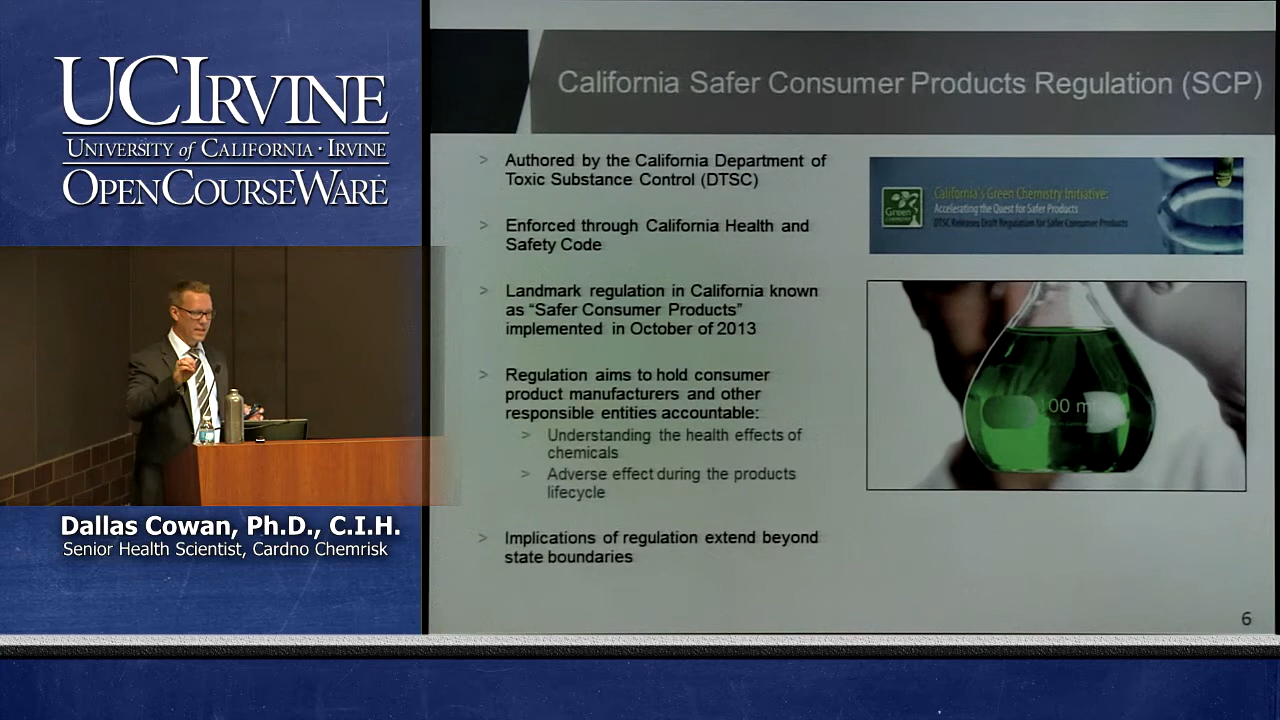 UCIRVINE
UNIVERSITY of CALIFORNIA · IRVINE
OPENCOURSEWARE
Dallas Cowan, Ph.D., C.I.H.
Senior Health Scientist, Cardno Chemrisk
California Safer Consumer Products Regulation (SCP)
> Authored by the California Department of
Toxic Substance Control (DTSC)
> Enforced through California Health and
Safety Code
> Landmark regulation in California known
as “Safer Consumer Products”
implemented in October of 2013
> Regulation aims to hold consumer
product manufacturers and other
responsible entities accountable:
> Understanding the health effects of
chemicals
> Adverse effect during the products
lifecycle
> Implications of regulation extend beyond
state boundaries
Green
California's Green Chemistry Initiative:
Accelerating the Quest for Safer Products
DTSC Releases Draft Regulation for Safer Consumer Products
00 m
6